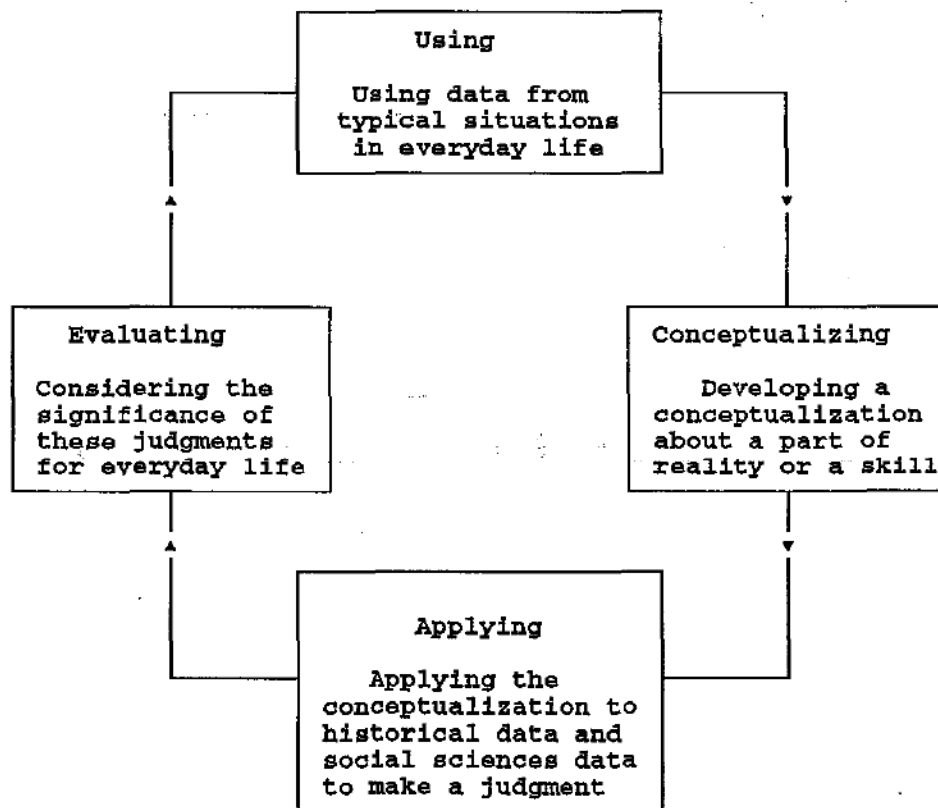 Using
Using data from
typical situations
in everyday life
Evaluating
Considering the
significance of
these judgments
for everyday life
Conceptualizing
Developing a
conceptualization
about a part of
reality or a skill
Applying
Applying the
conceptualization to
historical data and
social sciences data
to make a judgment